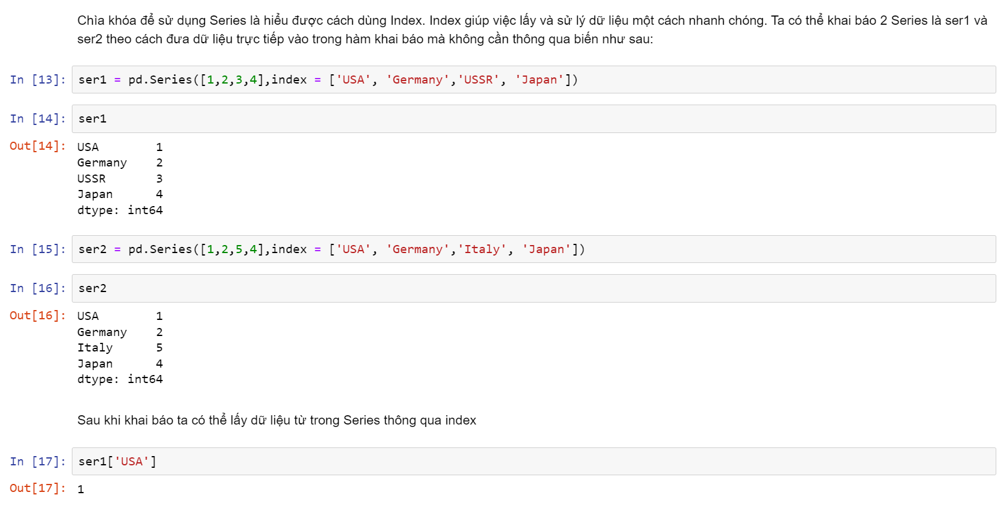 Chìa khóa để sử dụng Series là hiểu được cách dùng Index. Index giúp việc lấy và sử lý dữ liệu một cách nhanh chóng. Ta có thể khai báo 2 Series là ser1 và
ser2 theo cách đưa dữ liệu trực tiếp vào trong hàm khai báo mà không cần thông qua biến như sau:
In [13]: ser1 = pd.Series([1,2,3,4],index = ['USA', 'Germany','USSR', 'Japan'])
In [14]: ser1
Out[14]: USA        1
Germany    2
USSR       3
Japan      4
dtype: int64
In [15]: ser2 = pd.Series([1,2,5,4],index = ['USA', 'Germany','Italy', 'Japan'])
In [16]: ser2
Out[16]: USA        1
Germany    2
Italy      5
Japan      4
dtype: int64
Sau khi khai báo ta có thể lấy dữ liệu từ trong Series thông qua index
In [17]: ser1['USA']
Out[17]: 1